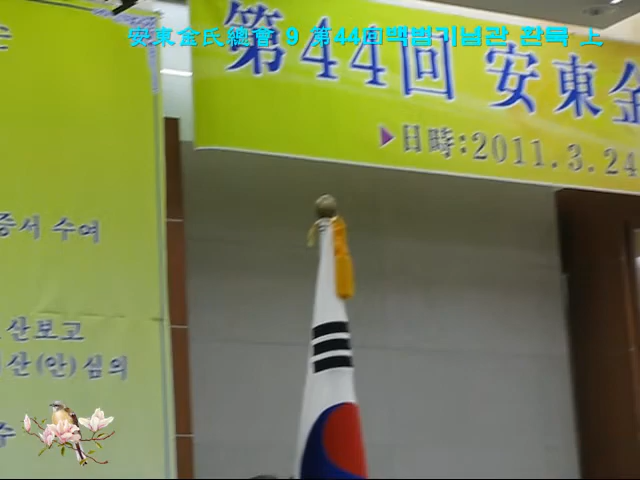 安東金氏總會 9 第44回백범기념관 환목 上
第44回 安東金
▶日時:2011.3.24
증서 수여
산보고
산(안)심의
수